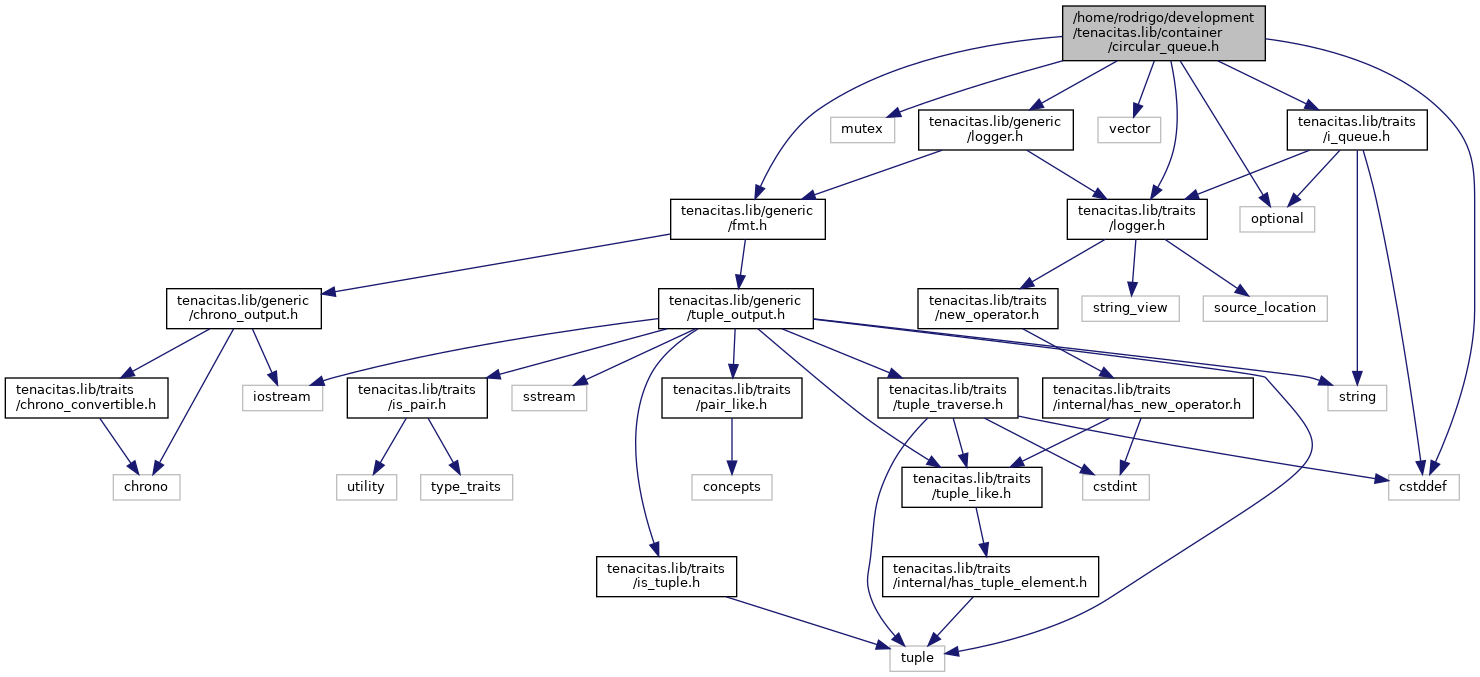 /home/rodrigo/development
/tenacitas.lib/container
/circular_queue.h
mutex
tenacitas.lib/generic
/logger.h
vector
tenacitas.lib/traits
/i_queue.h
tenacitas.lib/generic
/fmt.h
tenacitas.lib/traits
/logger.h
optional
tenacitas.lib/generic
/chrono_output.h
tenacitas.lib/generic
/tuple_output.h
tenacitas.lib/traits
/new_operator.h
string_view
source_location
tenacitas.lib/traits
/chrono_convertible.h
iostream
tenacitas.lib/traits
/is_pair.h
sstream
tenacitas.lib/traits
/pair_like.h
tenacitas.lib/traits
/tuple_traverse.h
tenacitas.lib/traits
/internal/has_new_operator.h
string
chrono
utility
type_traits
concepts
tenacitas.lib/traits
/tuple_like.h
cstdint
cstddef
tenacitas.lib/traits
/is_tuple.h
tenacitas.lib/traits
/internal/has_tuple_element.h
tuple